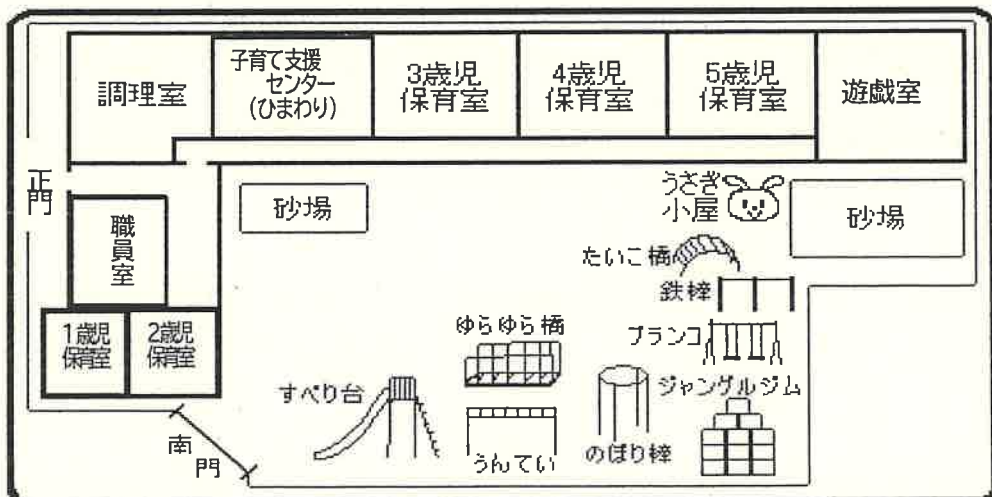 調理室
子育て支援
センター
(ひまわり)
3歳児
保育室
4歳児
保育室
5歳児
保育室
遊戯室
正門
職員室
砂場
うさぎ
小屋
砂場
たいこ橋
鉄棒
1歳児
保育室
2歳児
保育室
ゆらゆら橋
ブランコ
すべり台
ジャングルジム
うんてい
のぼり棒
南門